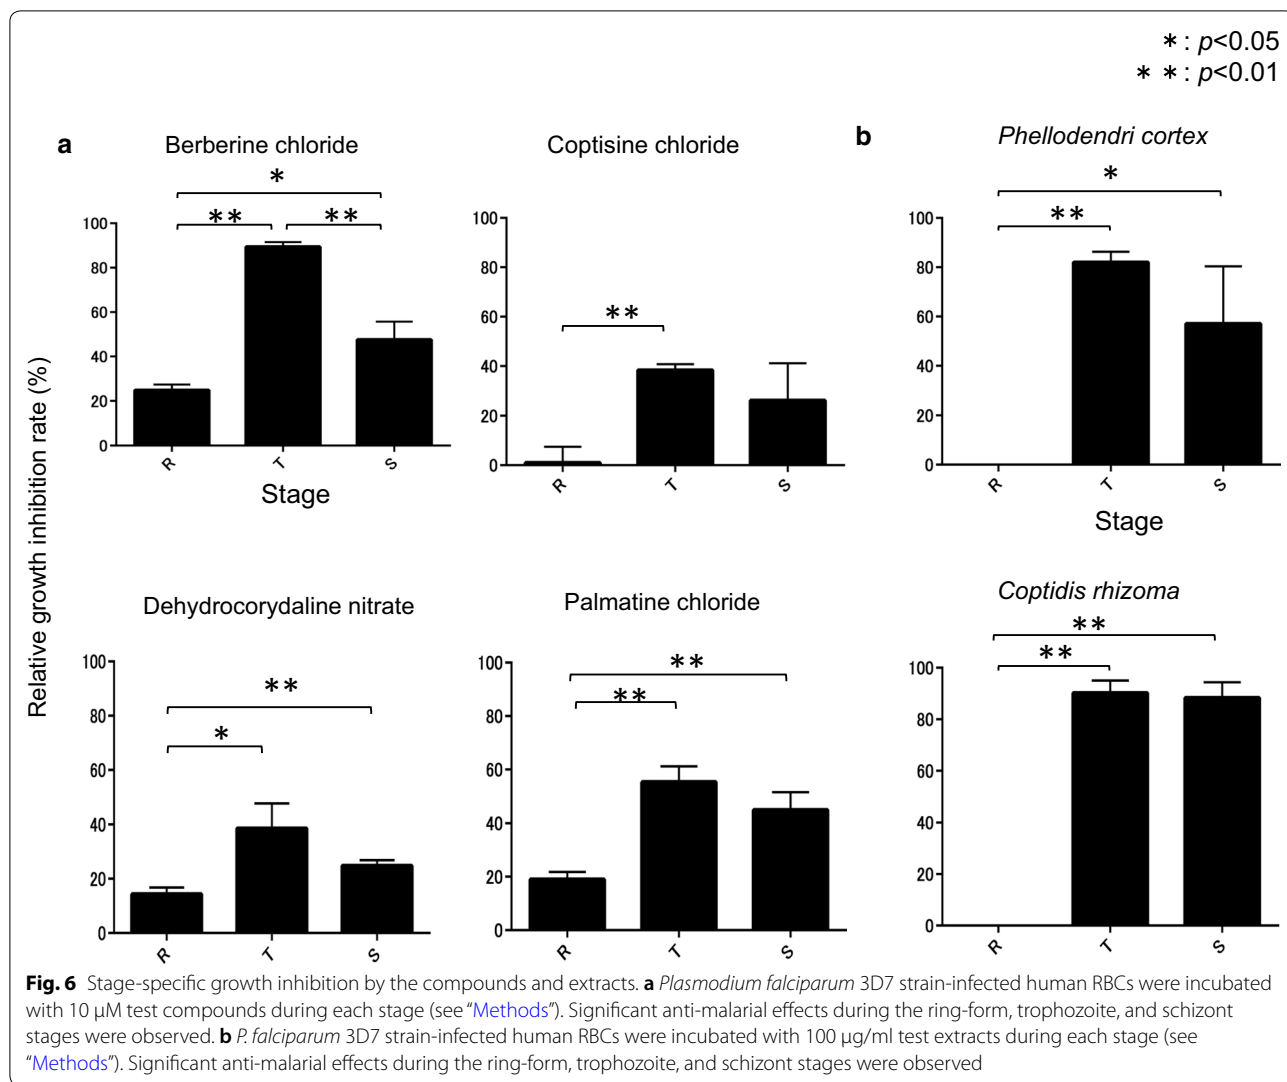 * : p<0.05
* * : p<0.01
a
Berberine chloride
*
**
**
100
80
60
40
20
0
R
T
S
Stage
Coptisine chloride
**
100
80
60
40
20
0
R
T
S
b
Phellodendri cortex
*
**
100
80
60
40
20
0
R
T
S
Stage
Relative growth inhibition rate (%)
Dehydrocorydaline nitrate
**
*
100
80
60
40
20
0
R
T
S
Palmatine chloride
**
**
100
80
60
40
20
0
R
T
S
Coptidis rhizoma
**
**
100
80
60
40
20
0
R
T
S
Fig. 6 Stage-specific growth inhibition by the compounds and extracts. a Plasmodium falciparum 3D7 strain-infected human RBCs were incubated
with 10 µM test compounds during each stage (see “Methods”). Significant anti-malarial effects during the ring-form, trophozoite, and schizont
stages were observed. b P. falciparum 3D7 strain-infected human RBCs were incubated with 100 µg/ml test extracts during each stage (see
“Methods”). Significant anti-malarial effects during the ring-form, trophozoite, and schizont stages were observed